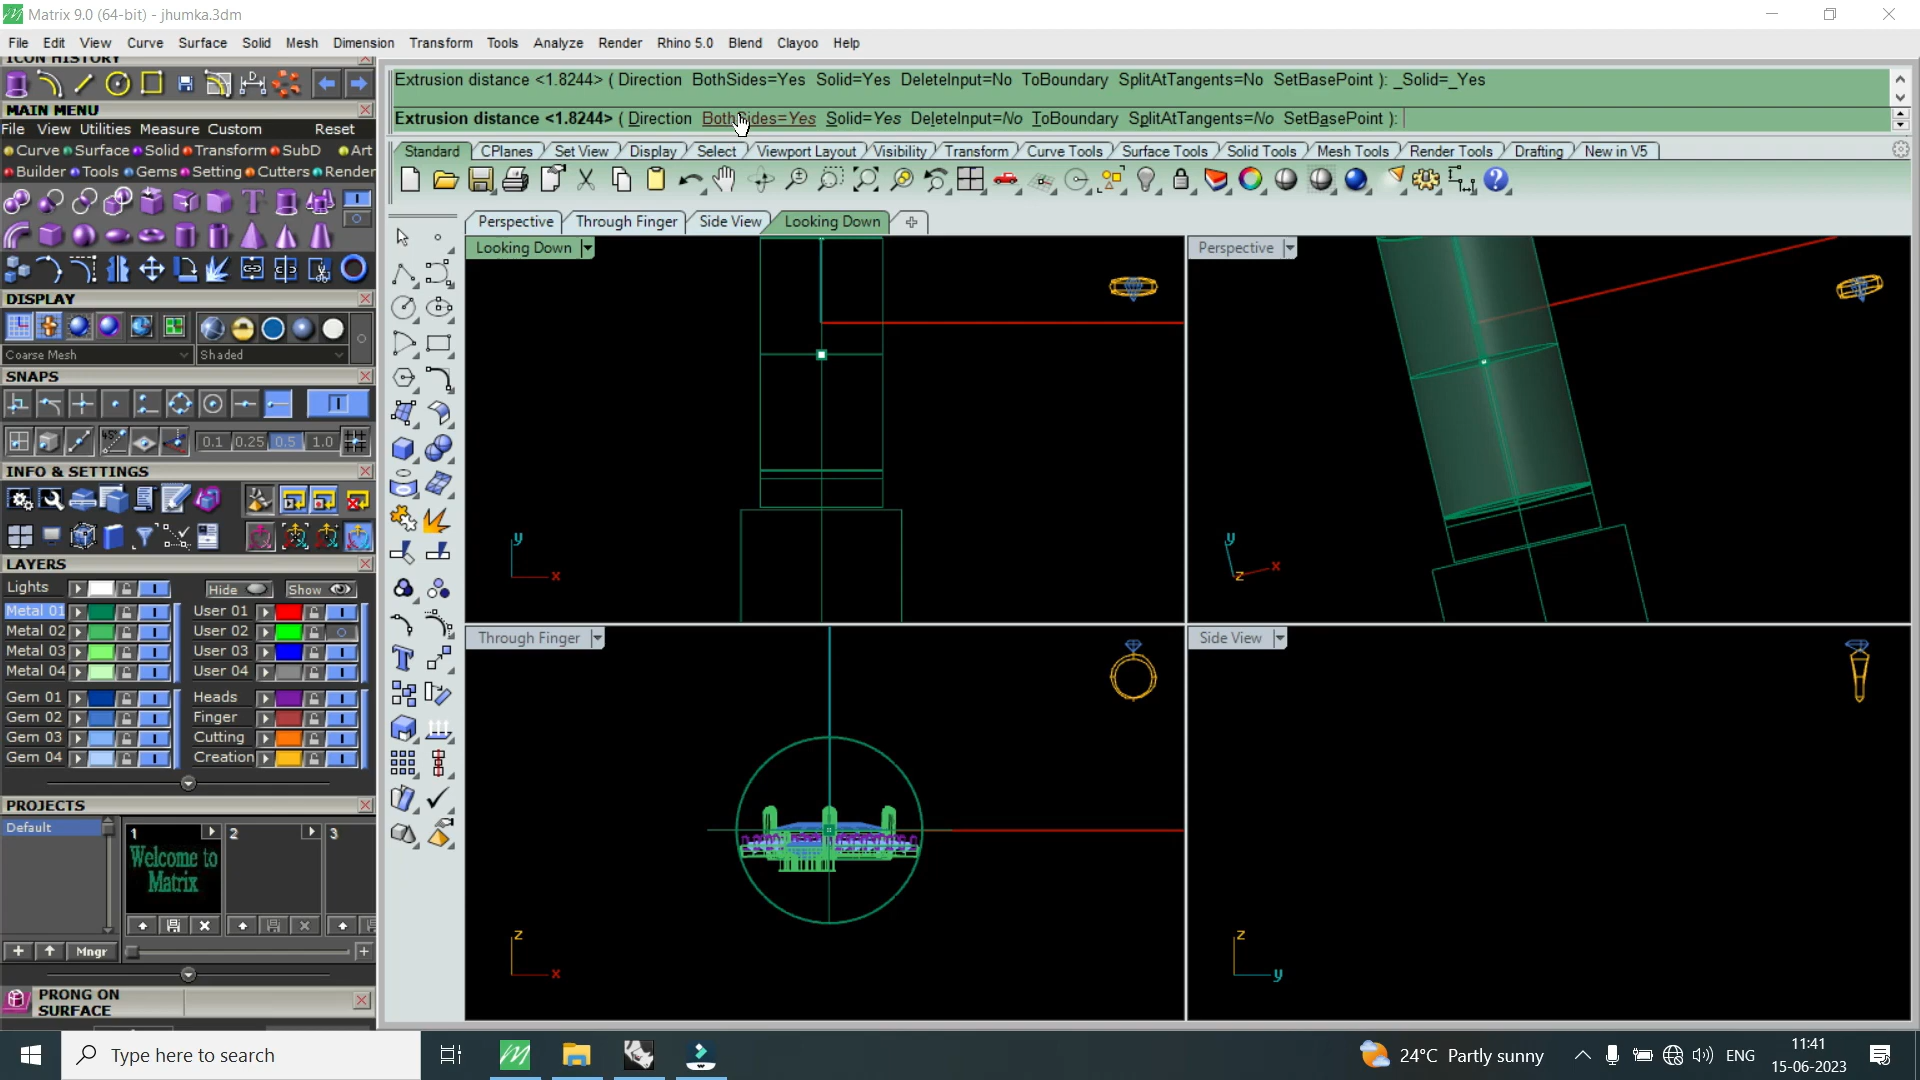 Matrix 9.0 (64-bit) - jhumka.3dm
File Edit View Curve Surface Solid Mesh Dimension Transform Tools Analyze Render Rhino 5.0 Blend Clayoo Help
ICON HISTORY
Extrusion distance <1.8244> ( Direction BothSides=Yes Solid=Yes DeleteInput=No ToBoundary SplitAtTangents=No SetBasePoint ): _Solid=_Yes
Extrusion distance <1.8244> ( Direction BothSides=Yes Solid=Yes DeleteInput=No ToBoundary SplitAtTangents=No SetBasePoint ):
MAIN MENU
File View Utilities Measure Custom Reset
Curve Surface Solid Transform SubD Art
Builder Tools Gems Setting Cutters Render
Standard CPlanes Set View Display Select Viewport Layout Visibility Transform Curve Tools Surface Tools Solid Tools Mesh Tools Render Tools Drafting New in V5
Perspective Through Finger Side View Looking Down
Looking Down
Perspective
DISPLAY
Coarse Mesh Shaded
SNAPS
0.1 0.25 0.5 1.0
INFO & SETTINGS
y
x
y
z
x
LAYERS
Lights Hide Show
Metal 01 User 01
Metal 02 User 02
Metal 03 User 03
Metal 04 User 04
Gem 01 Heads
Gem 02 Finger
Gem 03 Cutting
Gem 04 Creation
Through Finger
Side View
PROJECTS
Default
1 2 3
Welcome to
Matrix
Mngr
z
x
z
y
PRONG ON
SURFACE
Type here to search
24°C Partly sunny
ENG
11:41
15-06-2023